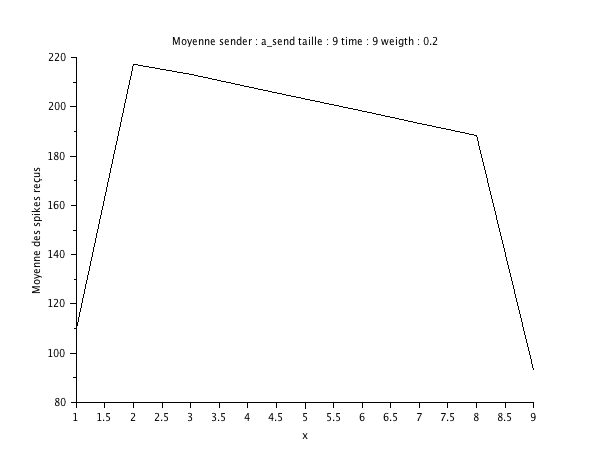 Moyenne sender : a_send taille : 9 time : 9 weigth : 0.2
220
200
180
160
140
120
100
80
Moyenne des spikes reçus
1 1.5 2 2.5 3 3.5 4 4.5 5 5.5 6 6.5 7 7.5 8 8.5 9
x